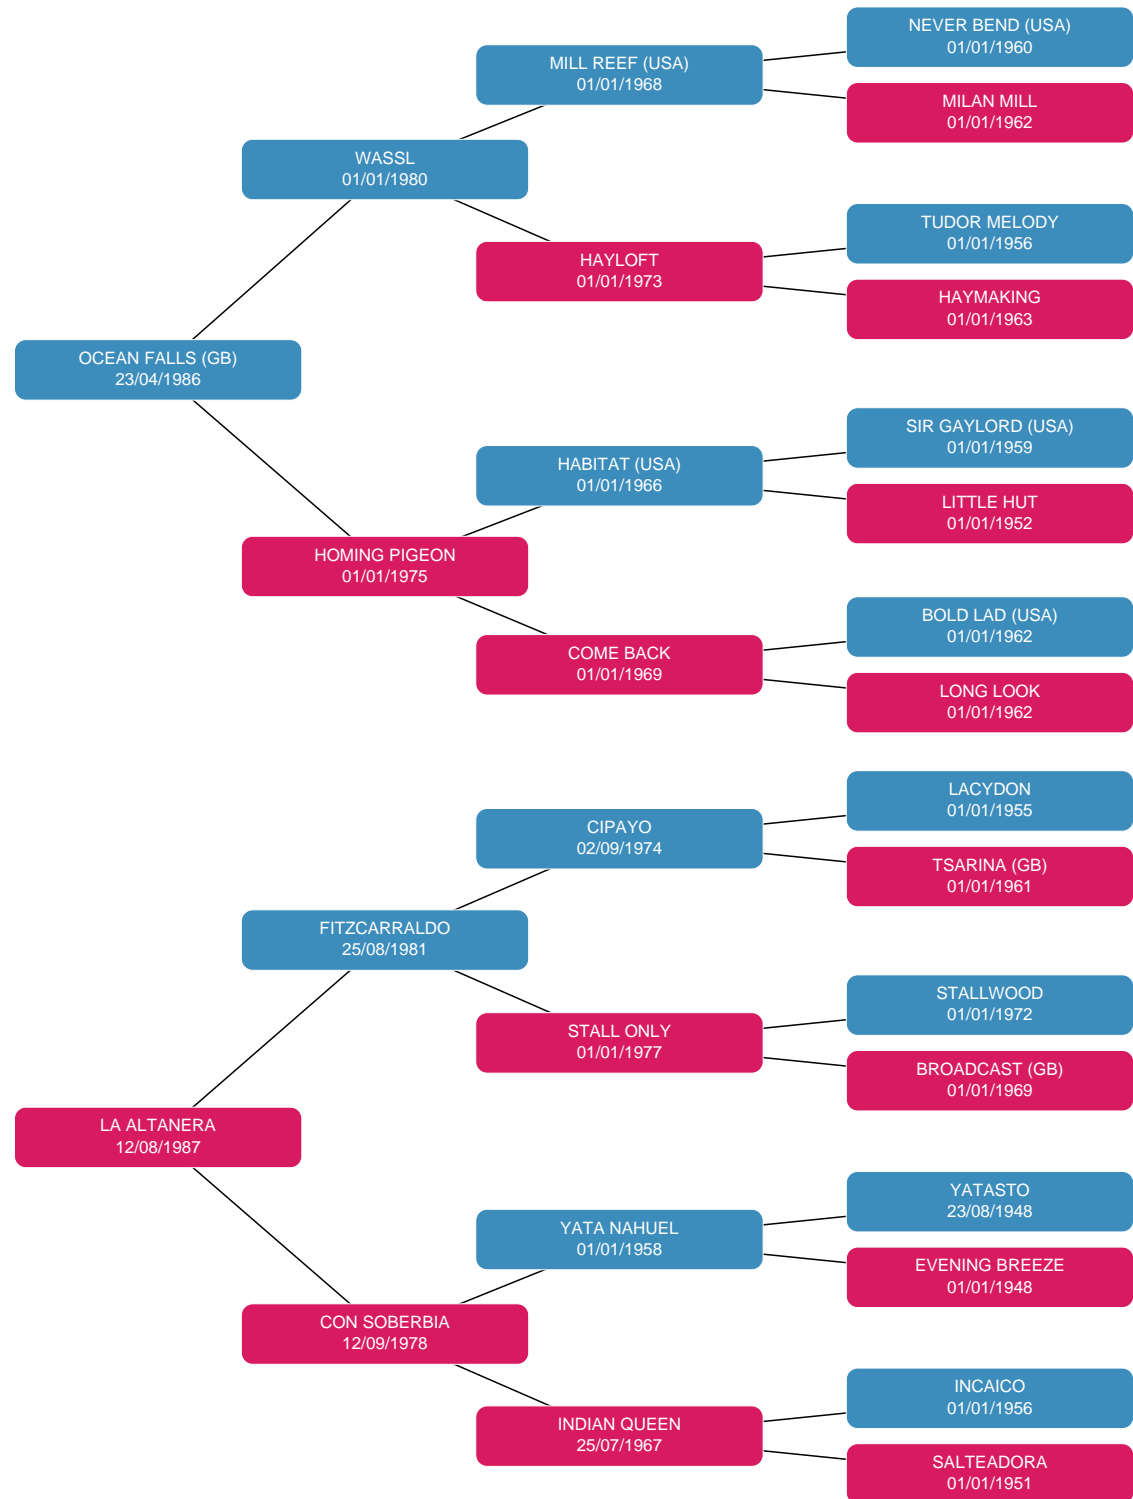 NEVER BEND (USA)
01/01/1960
MILL REEF (USA)
01/01/1968
MILAN MILL
01/01/1962
WASSL
01/01/1980
TUDOR MELODY
01/01/1956
HAYLOFT
01/01/1973
HAYMAKING
01/01/1963
OCEAN FALLS (GB)
23/04/1986
SIR GAYLORD (USA)
01/01/1959
HABITAT (USA)
01/01/1966
LITTLE HUT
01/01/1952
HOMING PIGEON
01/01/1975
BOLD LAD (USA)
01/01/1962
COME BACK
01/01/1969
LONG LOOK
01/01/1962
LACYDON
01/01/1955
CIPAYO
02/09/1974
TSARINA (GB)
01/01/1961
FITZCARRALDO
25/08/1981
STALLWOOD
01/01/1972
STALL ONLY
01/01/1977
BROADCAST (GB)
01/01/1969
LA ALTANERA
12/08/1987
YATASTO
23/08/1948
YATA NAHUEL
01/01/1958
EVENING BREEZE
01/01/1948
CON SOBERBIA
12/09/1978
INCAICO
01/01/1956
INDIAN QUEEN
25/07/1967
SALTEADORA
01/01/1951